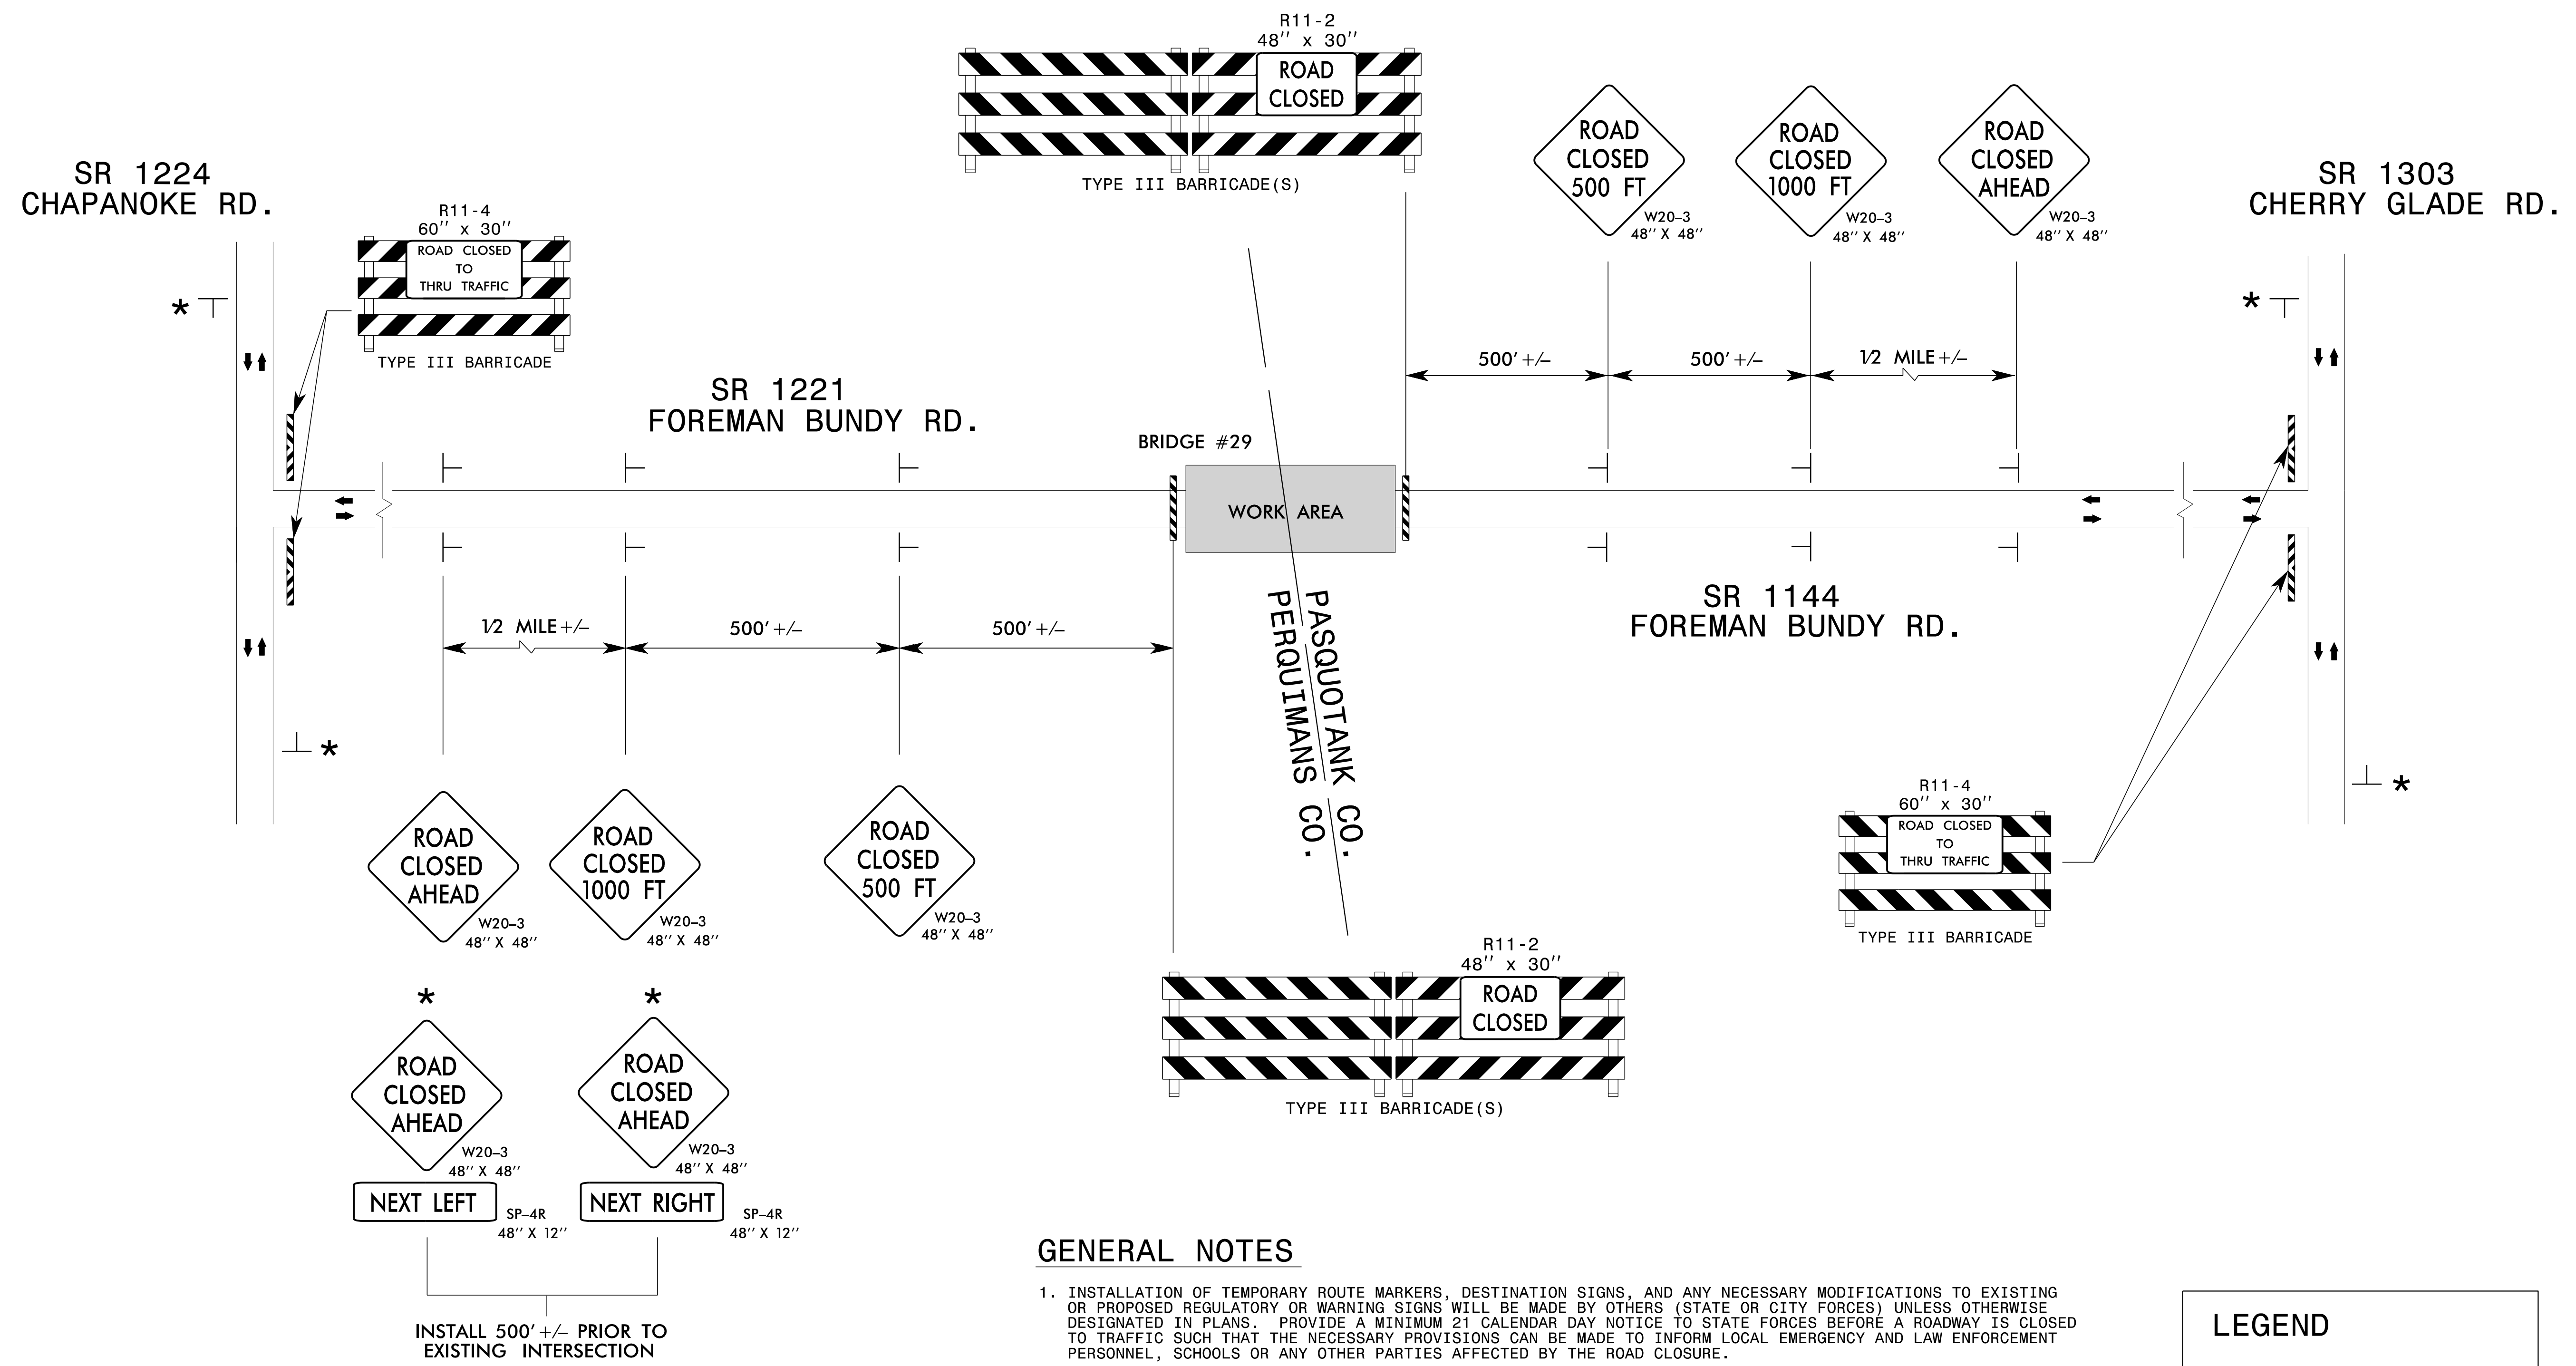 R11-2
48'' x 30''
ROAD
CLOSED
TYPE III BARRICADE(S)
ROAD
CLOSED
500 FT
W20-3
48'' X 48''
ROAD
CLOSED
1000 FT
W20-3
48'' X 48''
ROAD
CLOSED
AHEAD
W20-3
48'' X 48''
SR 1224
CHAPANOKE RD.
SR 1303
CHERRY GLADE RD.
R11-4
60'' x 30''
ROAD CLOSED
TO
THRU TRAFFIC
TYPE III BARRICADE
*
*
500' +/-
500' +/-
1/2 MILE +/-
SR 1221
FOREMAN BUNDY RD.
BRIDGE #29
WORK AREA
SR 1144
FOREMAN BUNDY RD.
PASQUOTANK CO.
PERQUIMANS CO.
1/2 MILE +/-
500' +/-
500' +/-
*
*
ROAD
CLOSED
AHEAD
W20-3
48'' X 48''
ROAD
CLOSED
1000 FT
W20-3
48'' X 48''
ROAD
CLOSED
500 FT
W20-3
48'' X 48''
R11-4
60'' x 30''
ROAD CLOSED
TO
THRU TRAFFIC
TYPE III BARRICADE
R11-2
48'' x 30''
ROAD
CLOSED
TYPE III BARRICADE(S)
*
ROAD
CLOSED
AHEAD
W20-3
48'' X 48''
NEXT LEFT
SP-4R
48'' X 12''
*
ROAD
CLOSED
AHEAD
W20-3
48'' X 48''
NEXT RIGHT
SP-4R
48'' X 12''
INSTALL 500' +/- PRIOR TO
EXISTING INTERSECTION
GENERAL NOTES
1. INSTALLATION OF TEMPORARY ROUTE MARKERS, DESTINATION SIGNS, AND ANY NECESSARY MODIFICATIONS TO EXISTING
OR PROPOSED REGULATORY OR WARNING SIGNS WILL BE MADE BY OTHERS (STATE OR CITY FORCES) UNLESS OTHERWISE
DESIGNATED IN PLANS. PROVIDE A MINIMUM 21 CALENDAR DAY NOTICE TO STATE FORCES BEFORE A ROADWAY IS CLOSED
TO TRAFFIC SUCH THAT THE NECESSARY PROVISIONS CAN BE MADE TO INFORM LOCAL EMERGENCY AND LAW ENFORCEMENT
PERSONNEL, SCHOOLS OR ANY OTHER PARTIES AFFECTED BY THE ROAD CLOSURE.
LEGEND